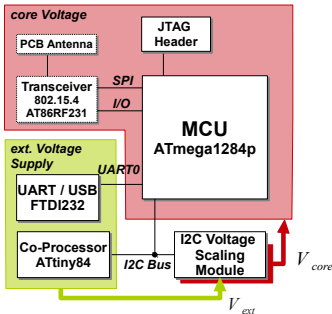 core Voltage
PCB Antenna
JTAG
Header
Transceiver
802.15.4
AT86RF231
SPI
I/O
MCU
ATmega1284p
ext. Voltage
Supply
UART0
UART / USB
FTDI232
Co-Processor
ATtiny84
I2C Bus
I2C Voltage
Scaling
Module
V core
V ext